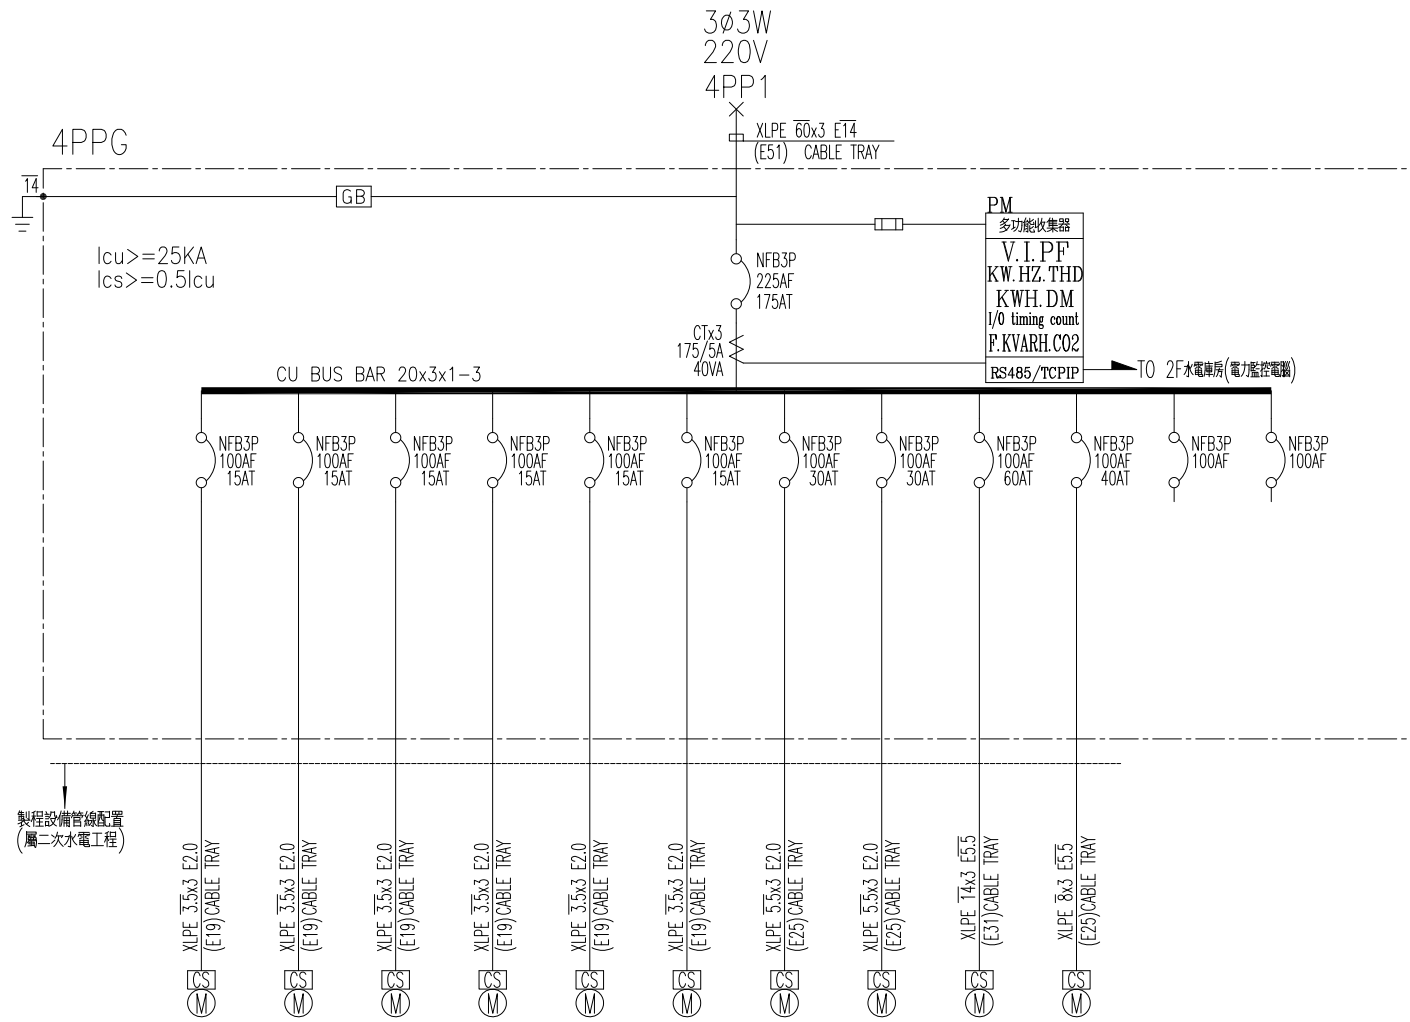 3ø3W
220V
4PP1
XLPE 60x3 E14
(E51) CABLE TRAY
4PPG
14
GB
PM
多功能收集器
V.I.PF
KW.HZ.THD
KWH.DM
I/O timing count
F.KVARH.CO2
RS485/TCPIP
Icu>=25KA
Ics>=0.5Icu
NFB3P
225AF
175AT
CTx3
175/5A
40VA
TO 2F水電庫房(電力監控電腦)
CU BUS BAR 20x3x1-3
NFB3P
100AF
15AT
NFB3P
100AF
15AT
NFB3P
100AF
15AT
NFB3P
100AF
15AT
NFB3P
100AF
15AT
NFB3P
100AF
15AT
NFB3P
100AF
30AT
NFB3P
100AF
30AT
NFB3P
100AF
60AT
NFB3P
100AF
40AT
NFB3P
100AF
NFB3P
100AF
製程設備管線配置
(屬二次水電工程)
XLPE 3.5x3 E2.0
(E19)CABLE TRAY
XLPE 3.5x3 E2.0
(E19)CABLE TRAY
XLPE 3.5x3 E2.0
(E19)CABLE TRAY
XLPE 3.5x3 E2.0
(E19)CABLE TRAY
XLPE 3.5x3 E2.0
(E19)CABLE TRAY
XLPE 3.5x3 E2.0
(E19)CABLE TRAY
XLPE 5.5x3 E2.0
(E25)CABLE TRAY
XLPE 5.5x3 E2.0
(E25)CABLE TRAY
XLPE 14x3 E5.5
(E31)CABLE TRAY
XLPE 8x3 E5.5
(E25)CABLE TRAY
CS
M
CS
M
CS
M
CS
M
CS
M
CS
M
CS
M
CS
M
CS
M
CS
M